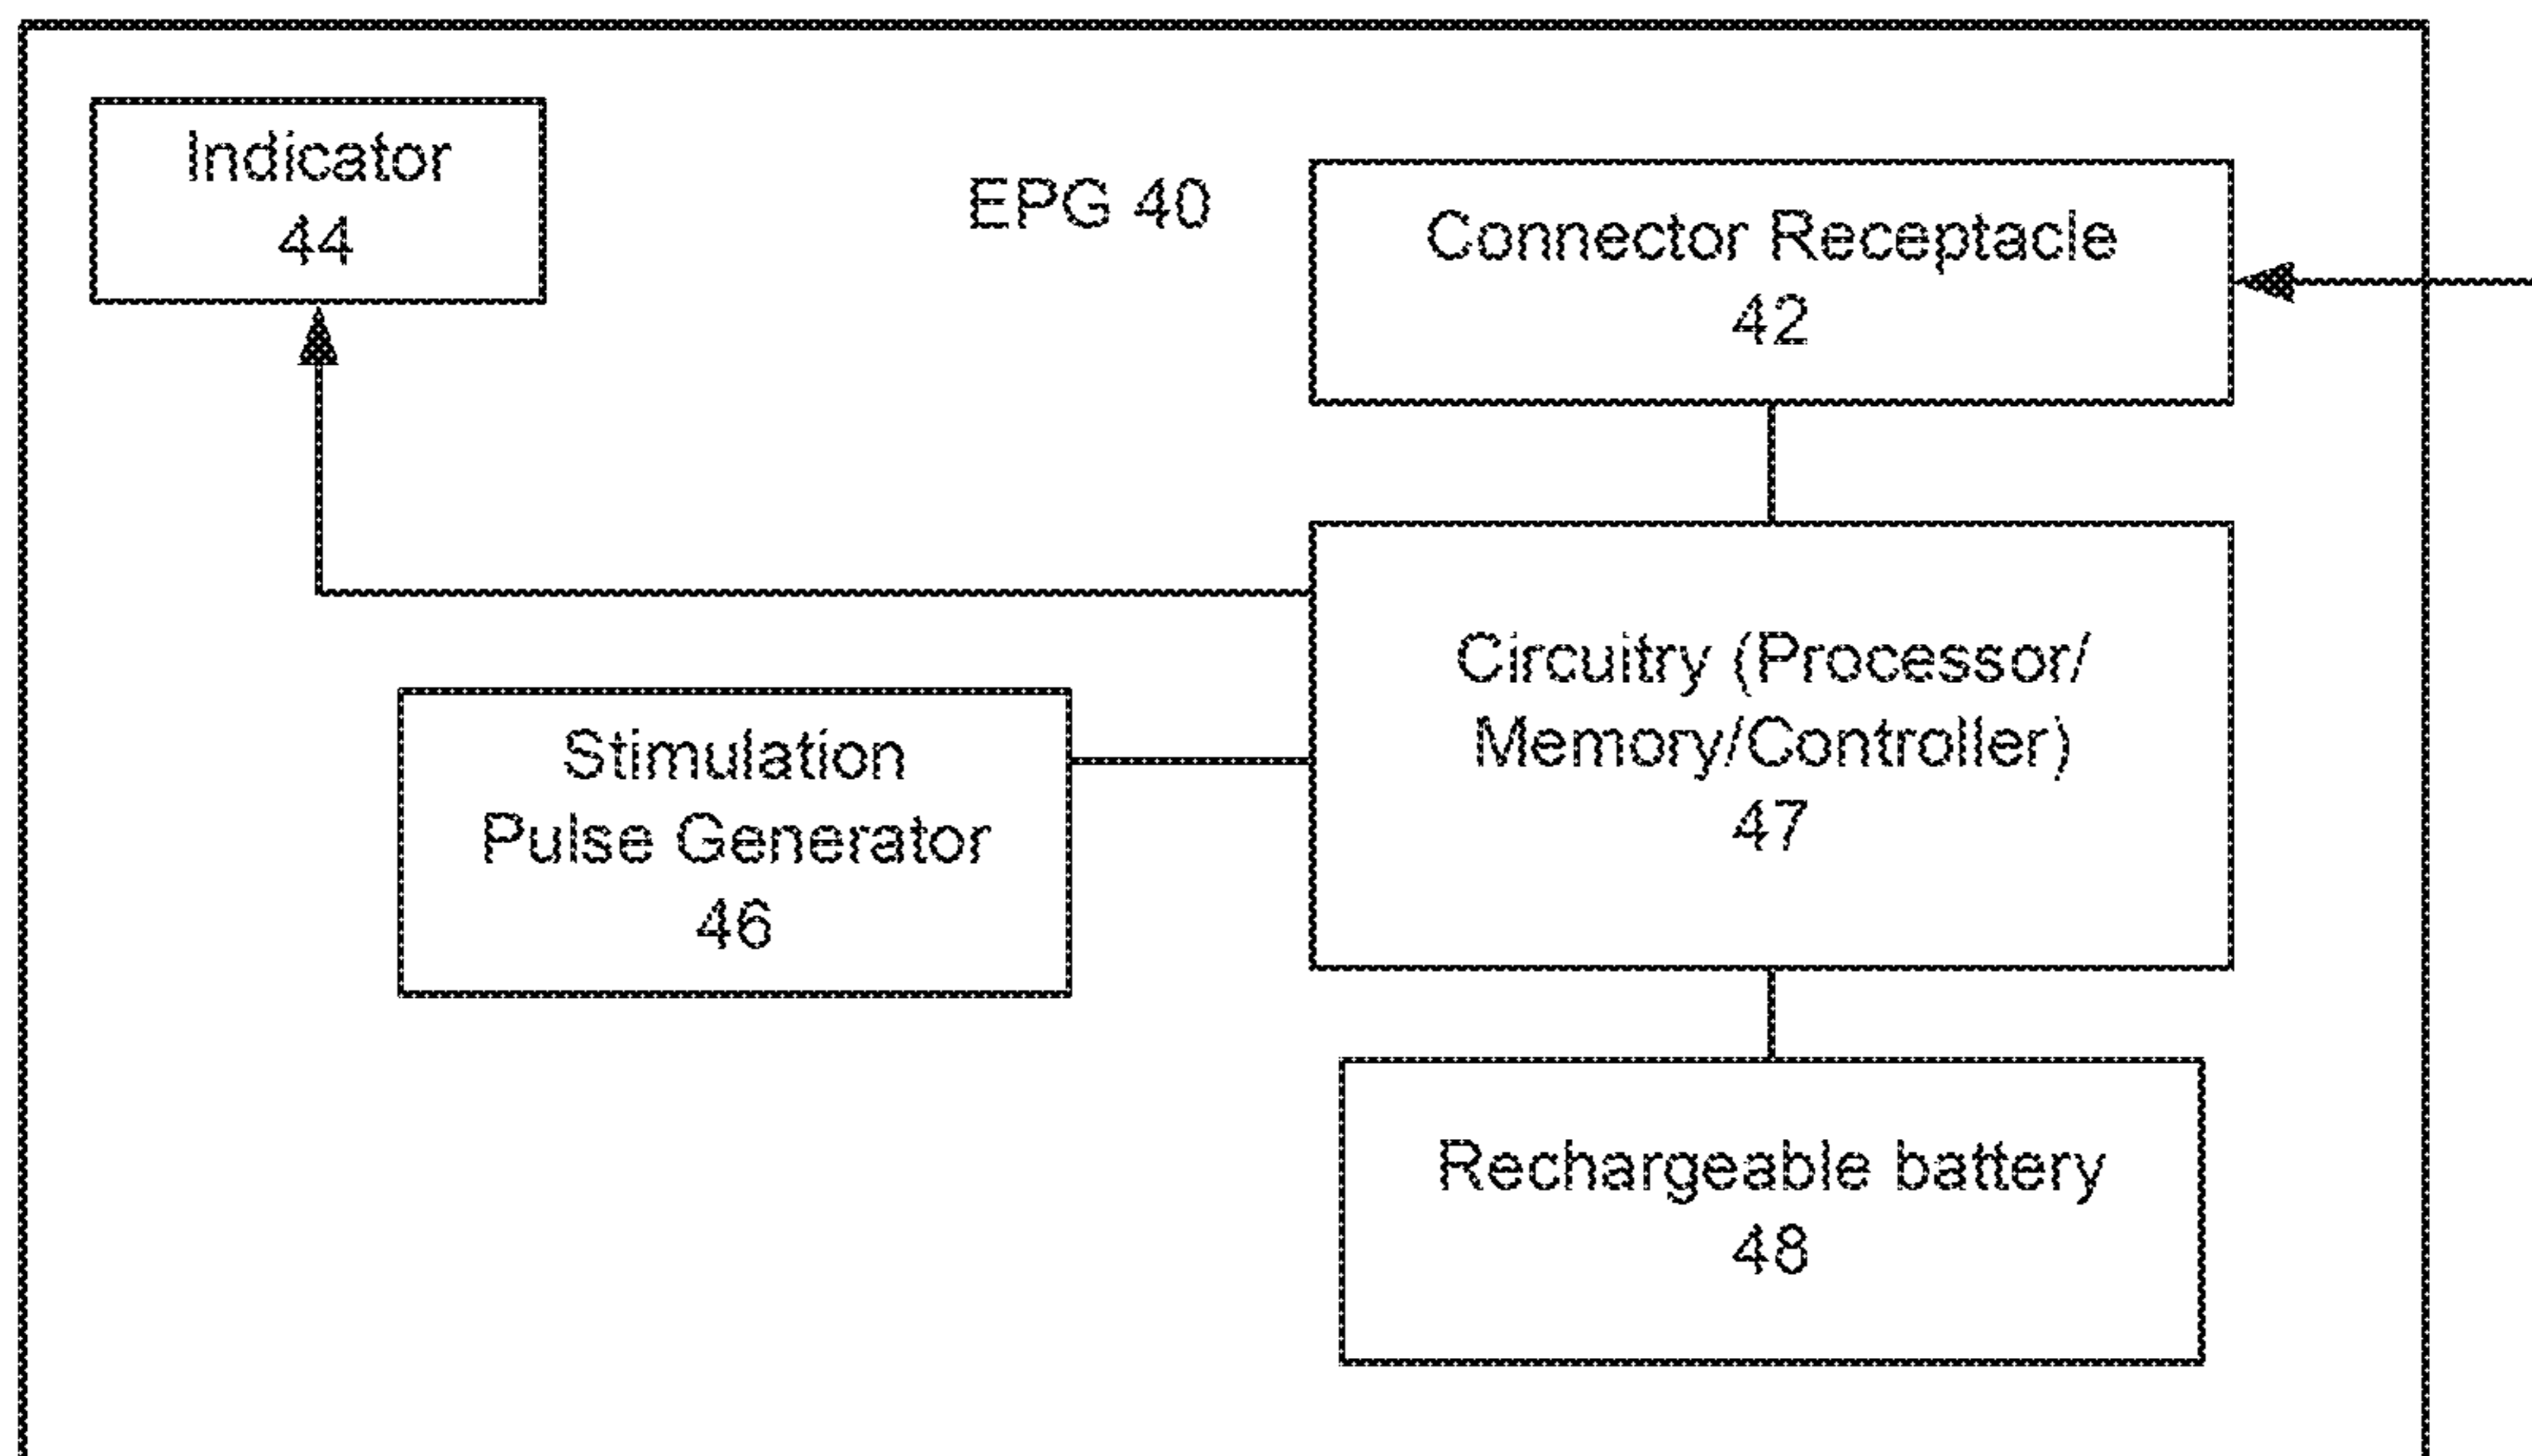 Indicator
44
EPG 40
Connector Receptacle
42
Circuitry (Processor/
Memory/Controller)
47
Stimulation
Pulse Generator
46
Rechargeable battery
48